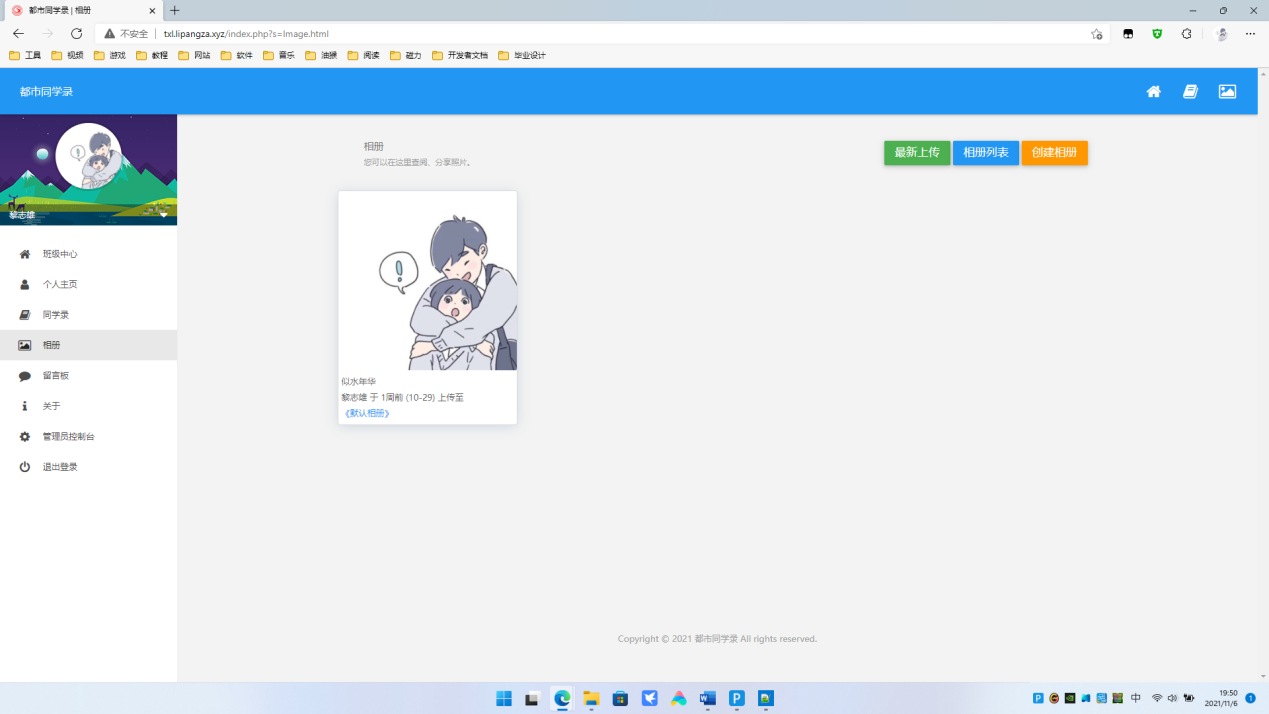 都市同学录 | 相册
不安全 txl.lipangza.xyz/index.php?s=Image.html
工具 视频 游戏 教程 网站 软件 音乐 油猴 阅读 磁力 开发者文档 毕业设计
都市同学录
黎志雄
班级中心
个人主页
同学录
相册
留言板
关于
管理员控制台
退出登录
相册
您可以在这里查阅、分享照片。
最新上传 相册列表 创建相册
似水年华
黎志雄 于 1周前 (10-29) 上传至
《默认相册》
Copyright © 2021 都市同学录 All rights reserved.
中
19:50
2021/11/6
1